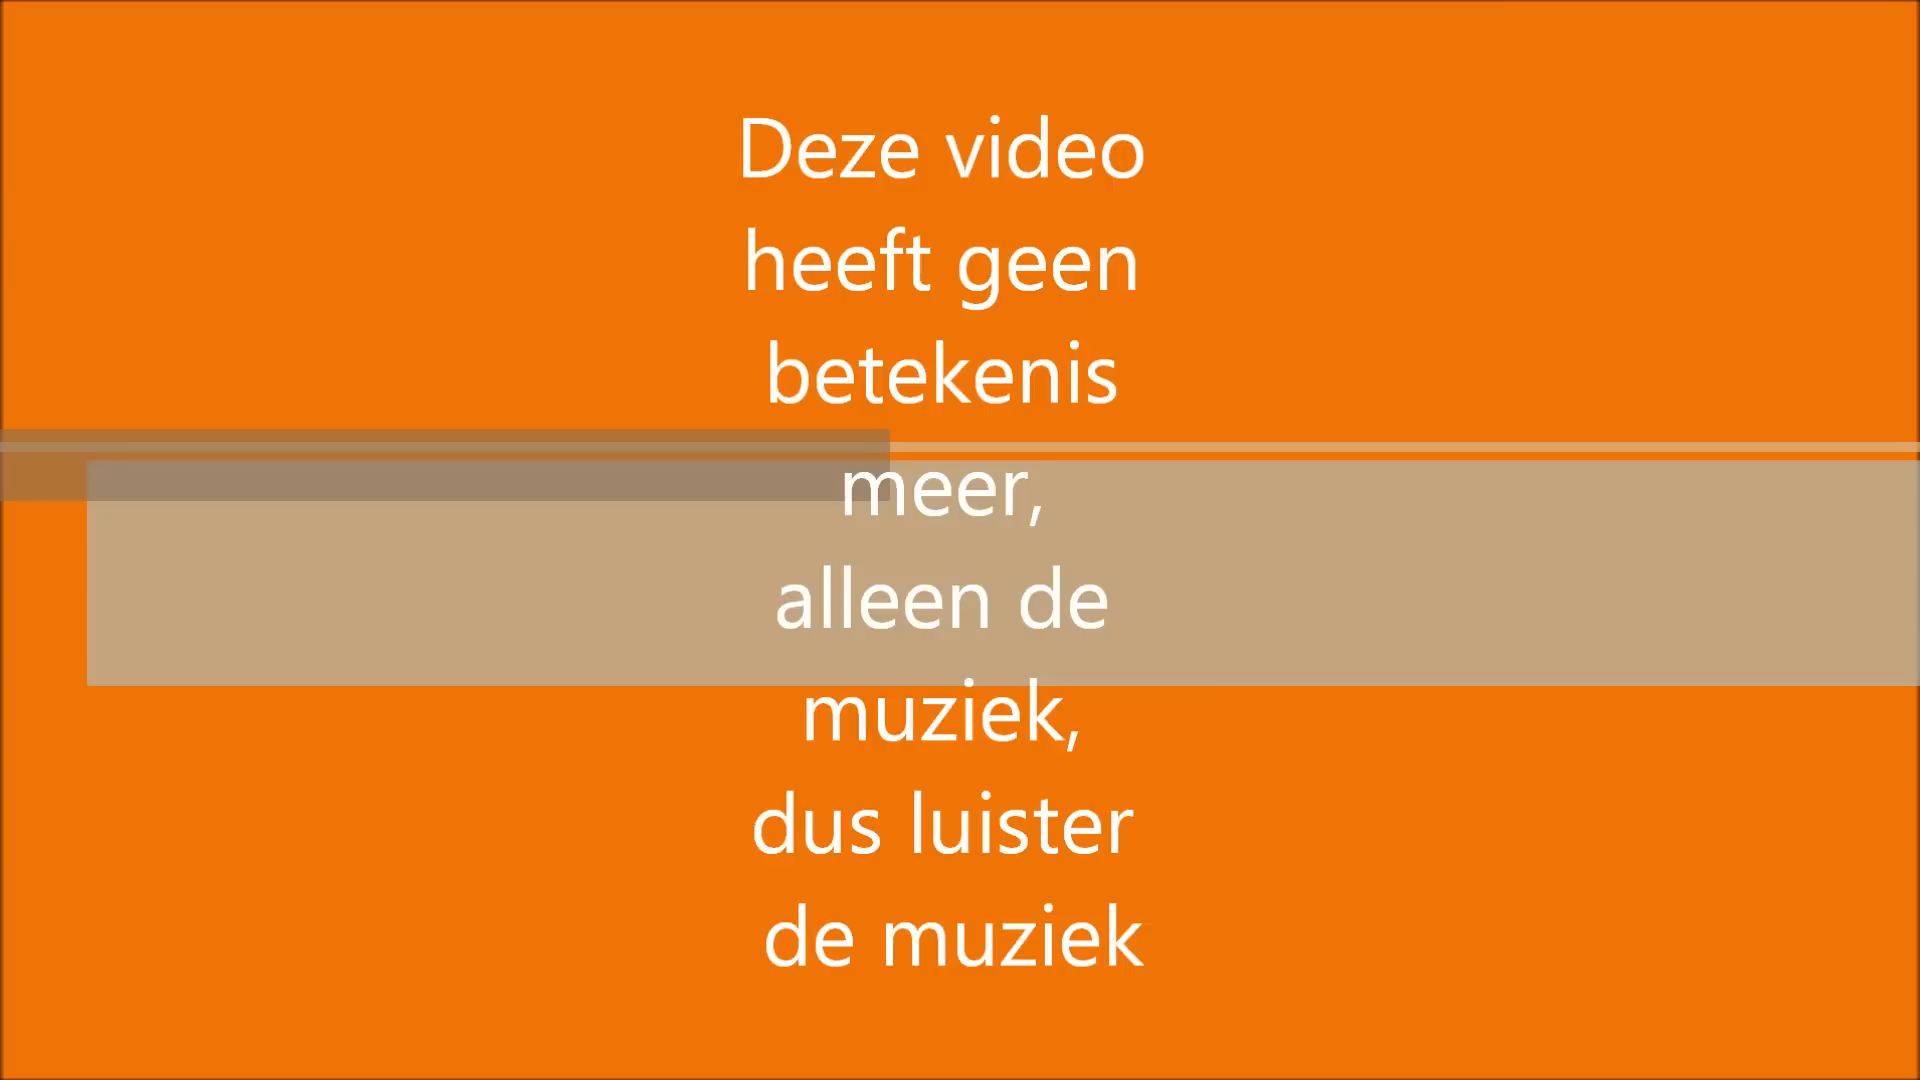 Deze video
heeft geen
betekenis
meer,
alleen de
muziek,
dus luister
de muziek